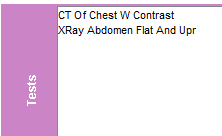 CT Of Chest W Contrast
XRay Abdomen Flat And Upr
Tests